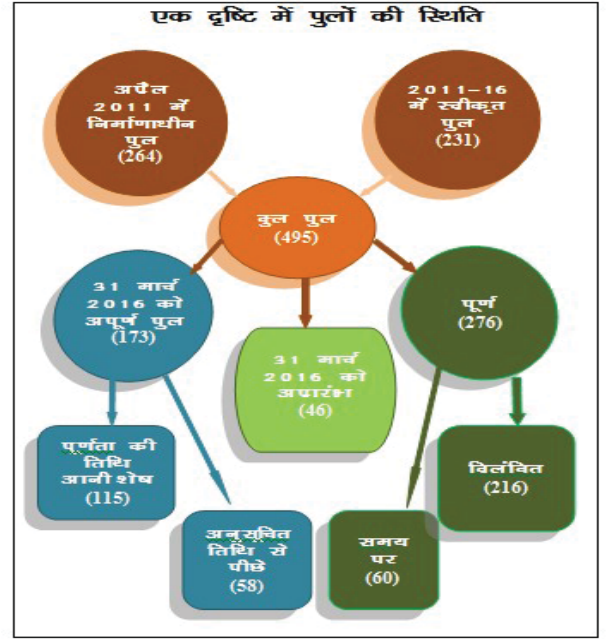 एक दृष्टि में पुलों की स्थिति
अप्रैल
2011 में
निर्माणाधीन
पुल
(264)
2011-16
में स्वीकृत
पुल
(231)
कुल पुल
(495)
31 मार्च
2016 को
अपूर्ण पुल
(173)
पूर्ण
(276)
31 मार्च
2016 को
अप्रारंभ
(46)
पूर्णता की
तिथि
आनी शेष
(115)
विलंबित
(216)
अनुसूचित
तिथि से
पीछे
(58)
समय
पर
(60)